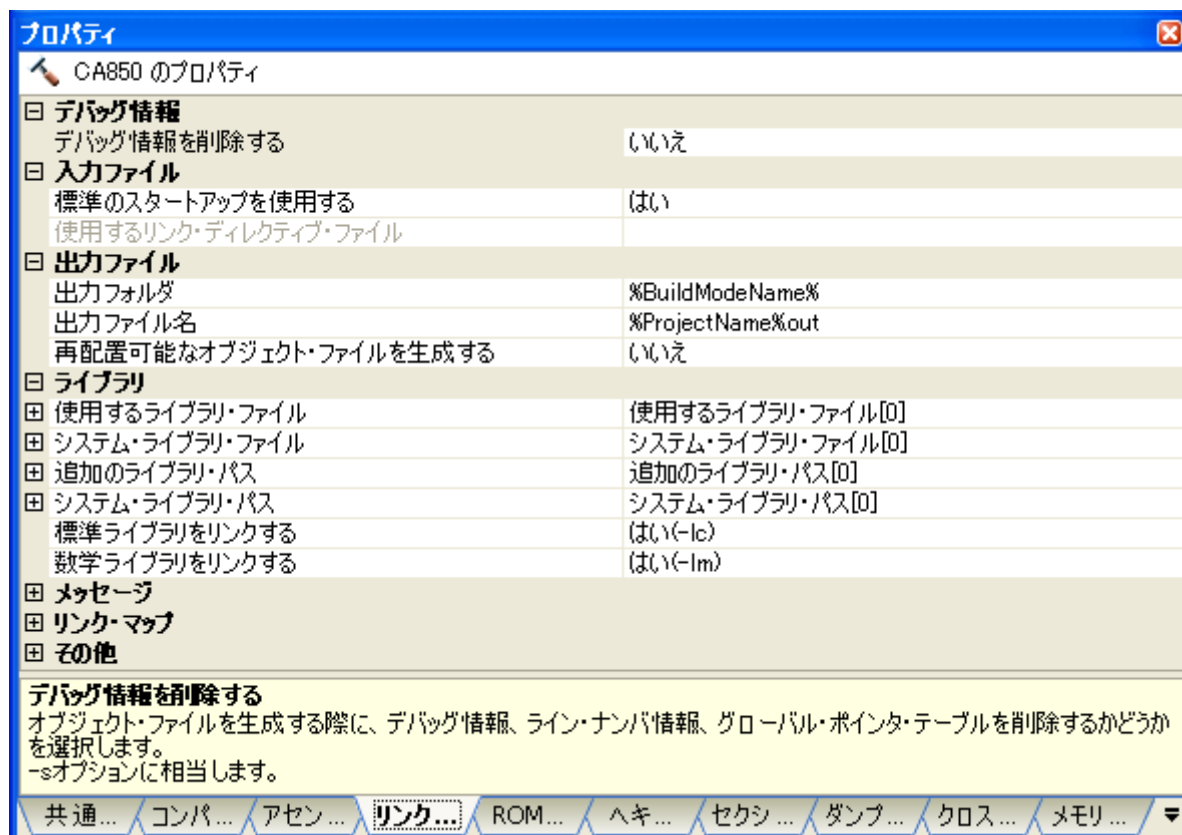 プロパティ
CA850 のプロパティ
デバッグ情報
デバッグ情報を削除する いいえ
入力ファイル
標準のスタートアップを使用する はい
使用するリンク・ディレクティブ・ファイル
出力ファイル
出力フォルダ %BuildModeName%
出力ファイル名 %ProjectName%out
再配置可能なオブジェクト・ファイルを生成する いいえ
ライブラリ
使用するライブラリ・ファイル 使用するライブラリ・ファイル[0]
システム・ライブラリ・ファイル システム・ライブラリ・ファイル[0]
追加のライブラリ・パス 追加のライブラリ・パス[0]
システム・ライブラリ・パス システム・ライブラリ・パス[0]
標準ライブラリをリンクする はい(-lc)
数学ライブラリをリンクする はい(-lm)
メッセージ
リンク・マップ
その他
デバッグ情報を削除する
オブジェクト・ファイルを生成する際に、デバッグ情報、ライン・ナンバ情報、グローバル・ポインタ・テーブルを削除するかどうか
を選択します。
-sオプションに相当します。
共通... コンパ... アセン... リンク... ROM... ヘキ... セクシ... ダンプ... クロス... メモリ...